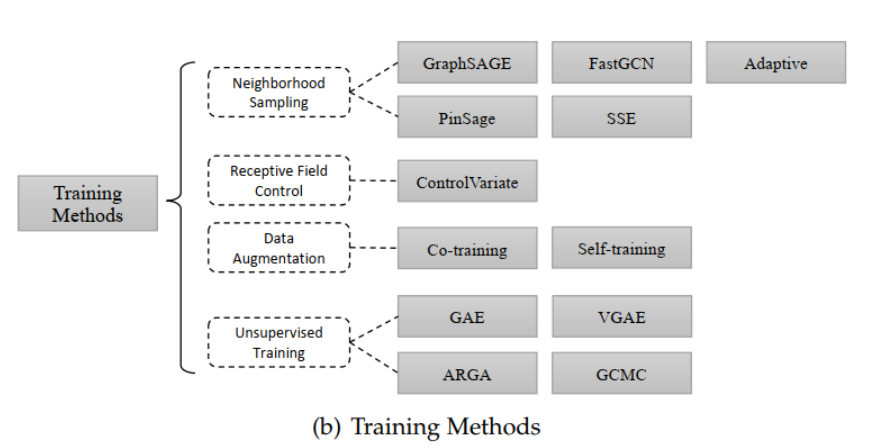 Training
Methods
Neighborhood
Sampling
GraphSAGE
FastGCN
Adaptive
PinSage
SSE
Receptive Field
Control
ControlVariate
Data
Augmentation
Co-training
Self-training
Unsupervised
Training
GAE
VGAE
ARGA
GCMC
(b) Training Methods